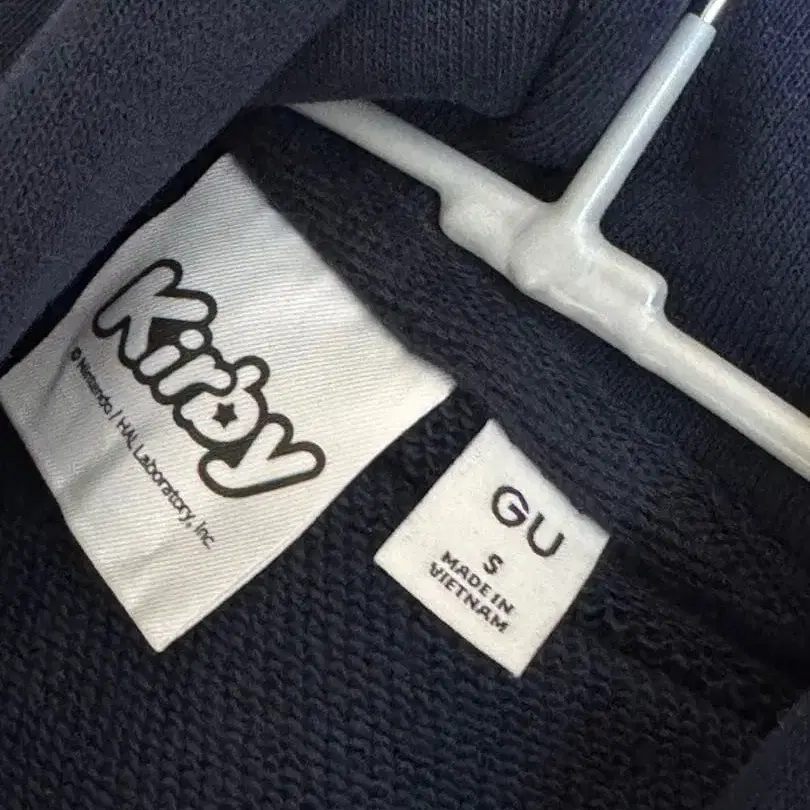 Kirby
© Nintendo / HAL Laboratory, Inc.
GU
S
MADE IN
VIETNAM